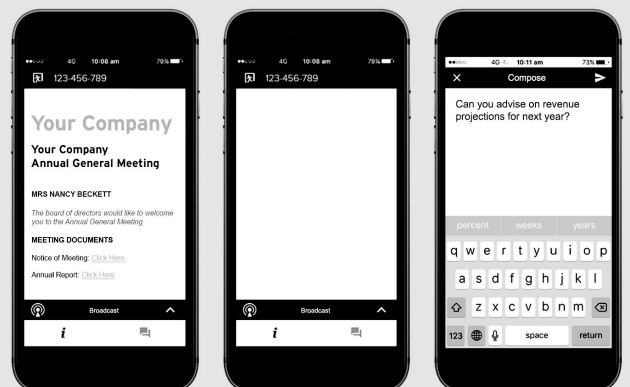 4G 10:08 am 79%
123-456-789
Your Company
Your Company
Annual General Meeting
MRS NANCY BECKETT
The board of directors would like to welcome
you to the Annual General Meeting
MEETING DOCUMENTS
Notice of Meeting: Click Here
Annual Report: Click Here
Broadcast
i
4G 10:08 am 79%
123-456-789
Broadcast
i
4G 10:11 am 73%
Compose
Can you advise on revenue
projections for next year?
percent weeks years
q w e r t y u i o p
a s d f g h j k l
z x c v b n m
123 space return